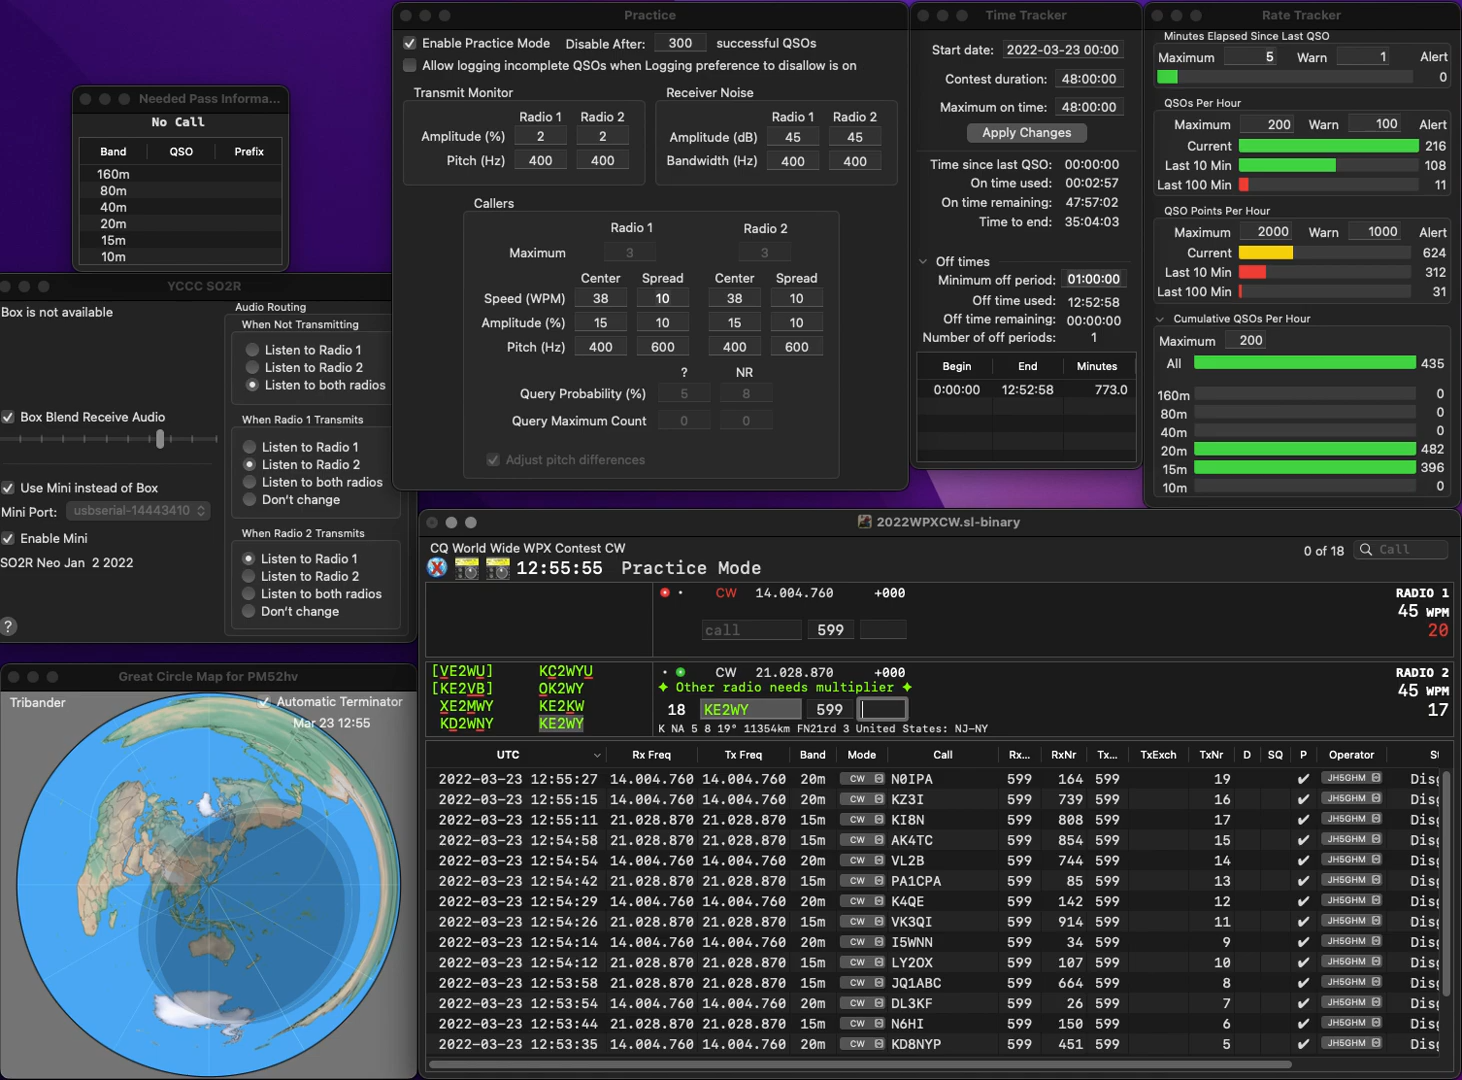 Practice
Enable Practice Mode Disable After: 300 successful QSOs
Allow logging incomplete QSOs when Logging preference to disallow is on
Transmit Monitor
Radio 1 Radio 2
Amplitude (%) 2 2
Pitch (Hz) 400 400
Receiver Noise
Radio 1 Radio 2
Amplitude (dB) 45 45
Bandwidth (Hz) 400 400
Callers
Radio 1 Radio 2
Maximum 3 3
Center Spread Center Spread
Speed (WPM) 38 10 38 10
Amplitude (%) 15 10 15 10
Pitch (Hz) 400 600 400 600
? NR
Query Probability (%) 5 8
Query Maximum Count 0 0
Adjust pitch differences
Time Tracker
Start date: 2022-03-23 00:00
Contest duration: 48:00:00
Maximum on time: 48:00:00
Apply Changes
Time since last QSO: 00:00:00
On time used: 00:02:57
On time remaining: 47:57:02
Time to end: 35:04:03
Off times
Minimum off period: 01:00:00
Off time used: 12:52:58
Off time remaining: 00:00:00
Number of off periods: 1
Begin End Minutes
0:00:00 12:52:58 773.0
Rate Tracker
Minutes Elapsed Since Last QSO
Maximum 5 Warn 1 Alert
0
QSOs Per Hour
Maximum 200 Warn 100 Alert
Current 216
Last 10 Min 108
Last 100 Min 11
QSO Points Per Hour
Maximum 2000 Warn 1000 Alert
Current 624
Last 10 Min 312
Last 100 Min 31
Cumulative QSOs Per Hour
Maximum 200
All 435
160m 0
80m 0
40m 0
20m 482
15m 396
10m 0
Needed Pass Informa...
No Call
Band QSO Prefix
160m
80m
40m
20m
15m
10m
YCCC SO2R
Box is not available
Box Blend Receive Audio
Use Mini instead of Box
Mini Port: usbserial-14443410
Enable Mini
SO2R Neo Jan 2 2022
?
Audio Routing
When Not Transmitting
Listen to Radio 1
Listen to Radio 2
Listen to both radios
When Radio 1 Transmits
Listen to Radio 1
Listen to Radio 2
Listen to both radios
Don't change
When Radio 2 Transmits
Listen to Radio 1
Listen to Radio 2
Listen to both radios
Don't change
Great Circle Map for PM52hv
Tribander
Automatic Terminator
Mar 23 12:55
2022WPXCW.sl-binary
CQ World Wide WPX Contest CW
0 of 18 Call
12:55:55 Practice Mode
CW 14.004.760 +000
RADIO 1
45 WPM
20
call 599
[VE2WU] KC2WYU
[KE2VB] OK2WY
XE2MWY KE2KW
KD2WNY KE2WY
CW 21.028.870 +000
Other radio needs multiplier
RADIO 2
45 WPM
17
18 KE2WY 599
K NA 5 8 19° 11354km FN21rd 3 United States: NJ-NY
UTC Rx Freq Tx Freq Band Mode Call Rx... RxNr Tx... TxExch TxNr D SQ P Operator St
2022-03-23 12:55:27 14.004.760 14.004.760 20m CW N0IPA 599 164 599 19 ✔ JH5GHM Disc
2022-03-23 12:55:15 14.004.760 14.004.760 20m CW KZ3I 599 739 599 16 ✔ JH5GHM Disc
2022-03-23 12:55:11 21.028.870 21.028.870 15m CW KI8N 599 808 599 17 ✔ JH5GHM Disc
2022-03-23 12:54:58 21.028.870 21.028.870 15m CW AK4TC 599 854 599 15 ✔ JH5GHM Disc
2022-03-23 12:54:54 14.004.760 14.004.760 20m CW VL2B 599 744 599 14 ✔ JH5GHM Disc
2022-03-23 12:54:42 21.028.870 21.028.870 15m CW PA1CPA 599 85 599 13 ✔ JH5GHM Disc
2022-03-23 12:54:29 14.004.760 14.004.760 20m CW K4QE 599 142 599 12 ✔ JH5GHM Disc
2022-03-23 12:54:26 21.028.870 21.028.870 15m CW VK3QI 599 914 599 11 ✔ JH5GHM Disc
2022-03-23 12:54:14 14.004.760 14.004.760 20m CW I5WNN 599 34 599 9 ✔ JH5GHM Disc
2022-03-23 12:54:12 21.028.870 21.028.870 15m CW LY2OX 599 107 599 10 ✔ JH5GHM Disc
2022-03-23 12:53:58 21.028.870 21.028.870 15m CW JQ1ABC 599 664 599 8 ✔ JH5GHM Disc
2022-03-23 12:53:54 14.004.760 14.004.760 20m CW DL3KF 599 26 599 7 ✔ JH5GHM Disc
2022-03-23 12:53:44 21.028.870 21.028.870 15m CW N6HI 599 150 599 6 ✔ JH5GHM Disc
2022-03-23 12:53:35 14.004.760 14.004.760 20m CW KD8NYP 599 451 599 5 ✔ JH5GHM Disc